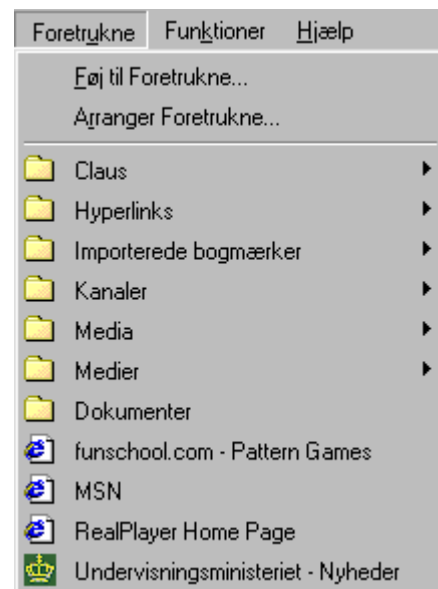 Foretrukne Funktioner Hjælp
Føj til Foretrukne...
Arranger Foretrukne...
Claus
Hyperlinks
Importerede bogmærker
Kanaler
Media
Medier
Dokumenter
funschool.com - Pattern Games
MSN
RealPlayer Home Page
Undervisningsministeriet - Nyheder